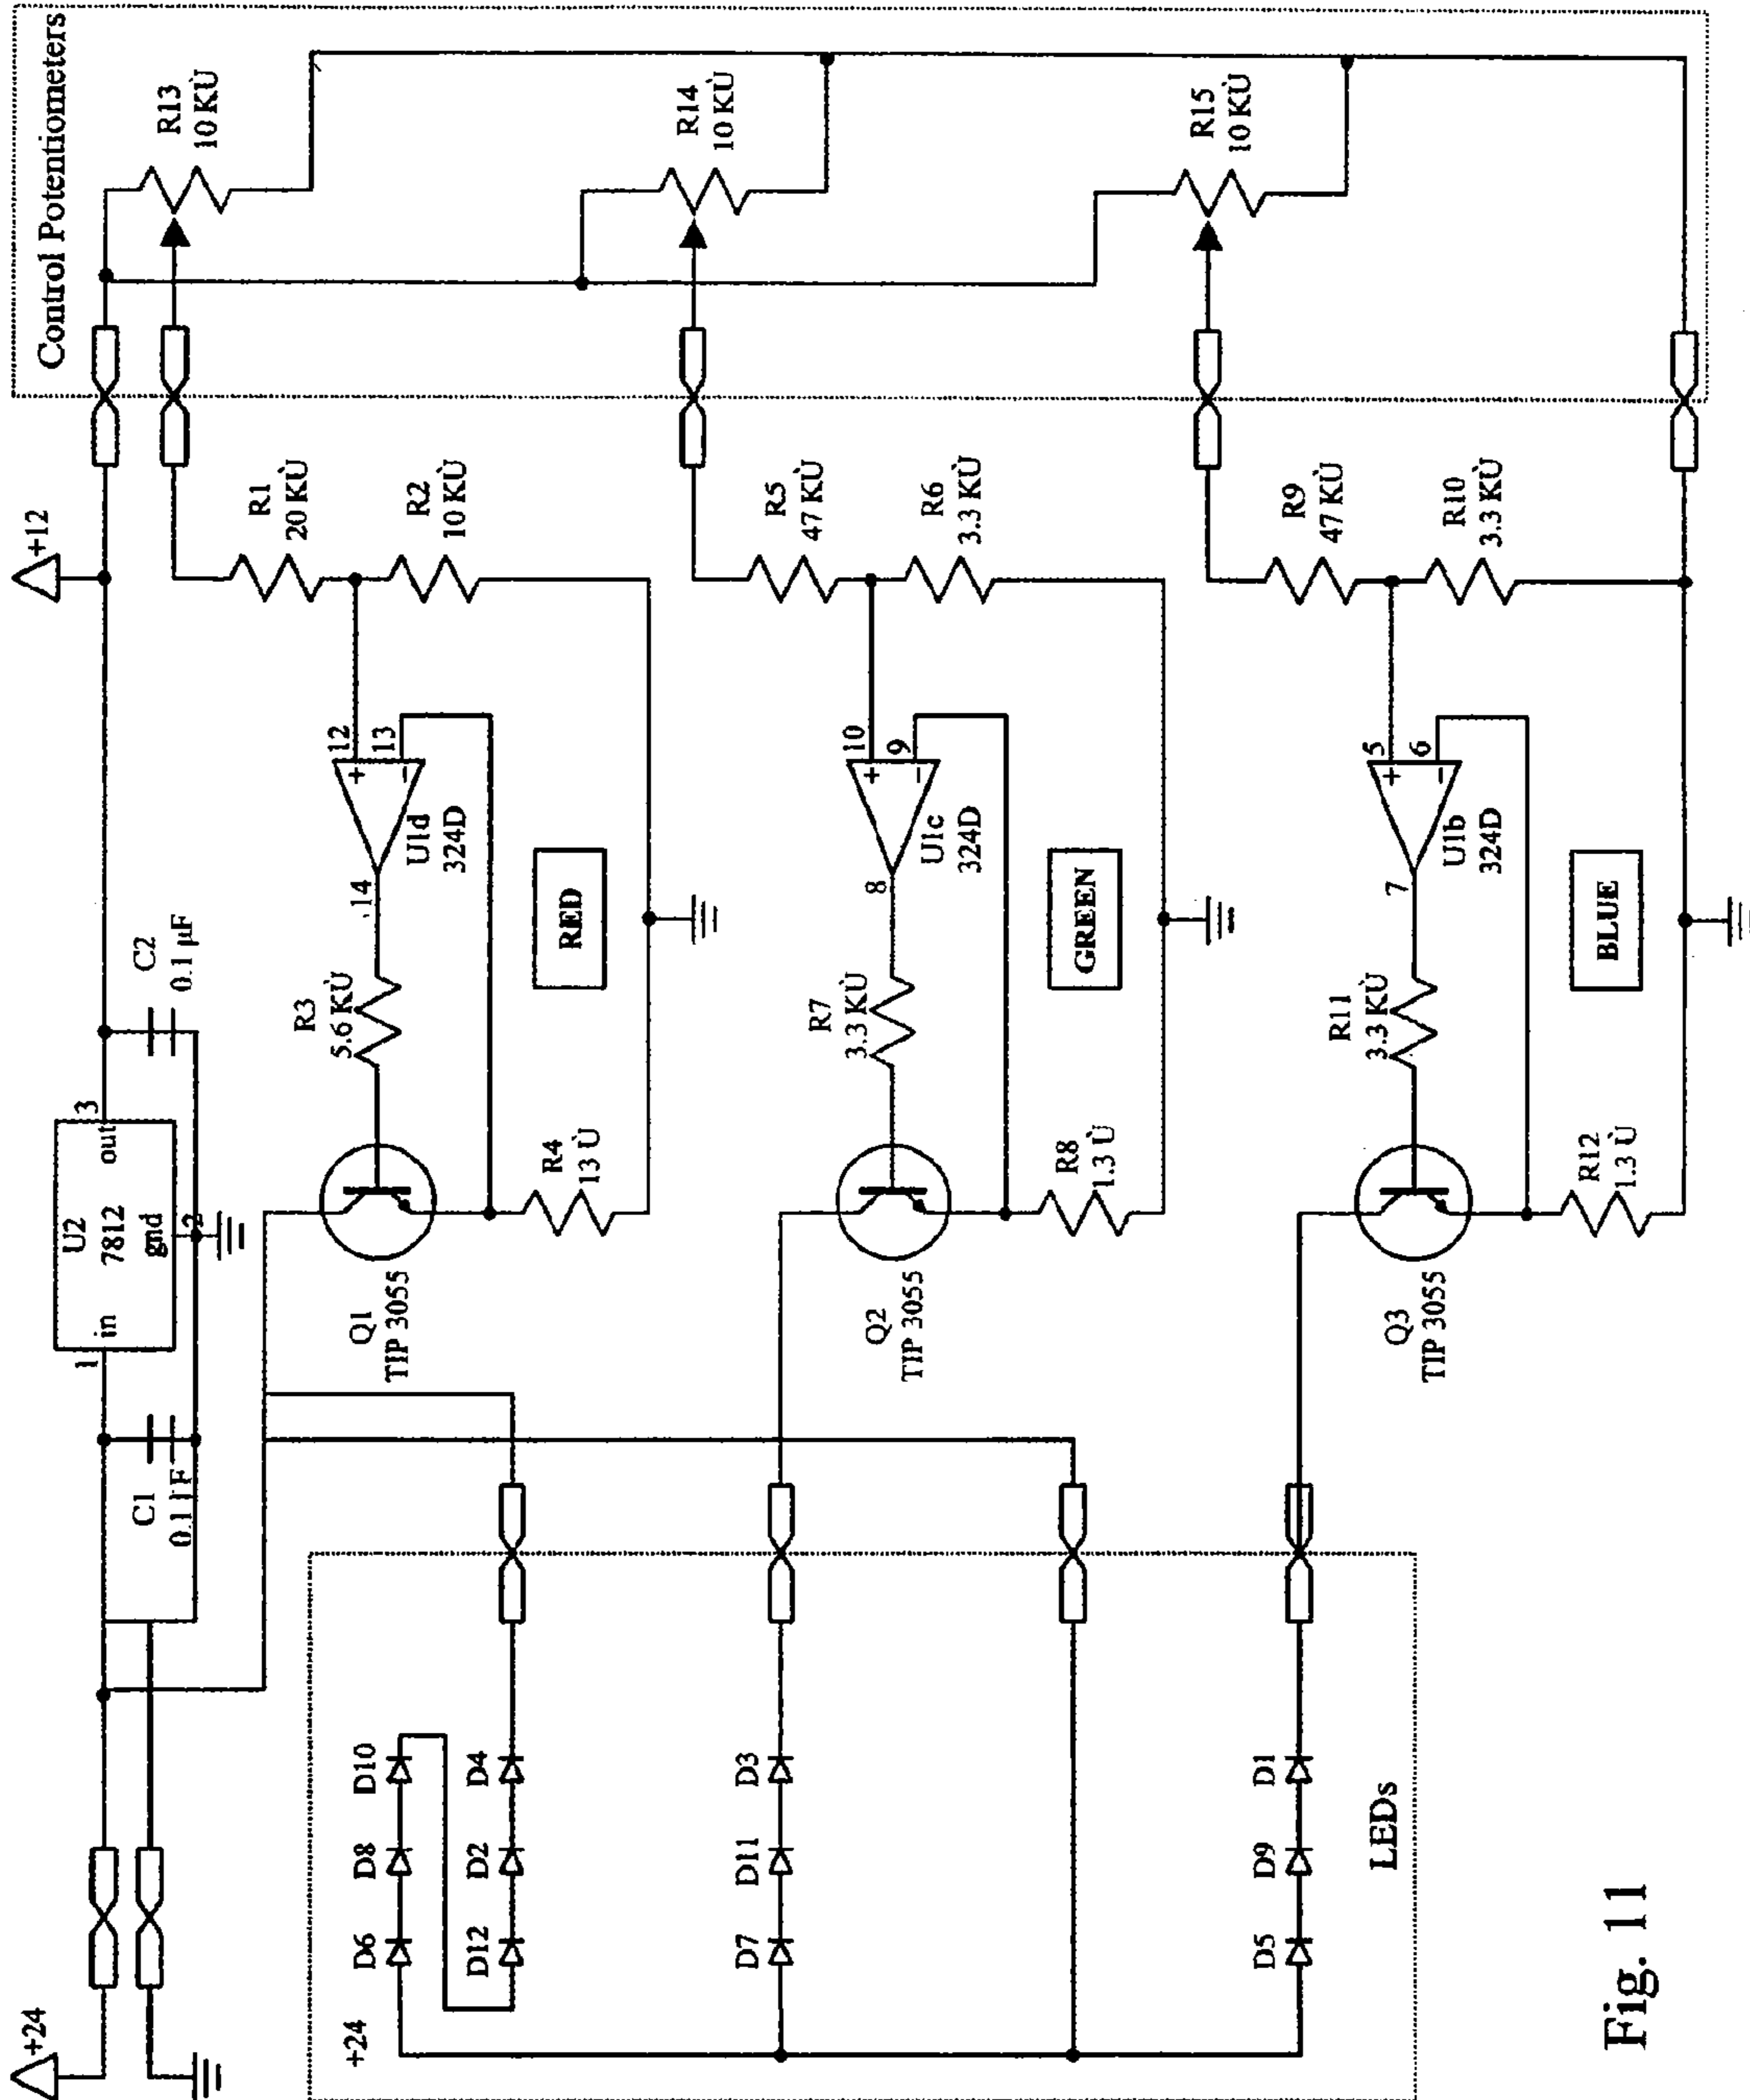 Control Potentiometers
+24
+12
U2
7812
in
out
gnd
1
2
3
C1
0.1
C2
0.1 µF
R13
10 KÙ
R14
10 KÙ
R15
10 KÙ
R1
20 KÙ
R2
10 KÙ
R3
5.6 KÙ
R4
13 Ù
12
13
14
U1d
324D
+
−
RED
Q1
TIP 3055
R5
47 KÙ
R6
3.3 KÙ
R7
3.3 KÙ
R8
1.3 Ù
10
9
8
U1c
324D
+
−
GREEN
Q2
TIP 3055
R9
47 KÙ
R10
3.3 KÙ
R11
3.3 KÙ
R12
1.3 Ù
5
6
7
U1b
324D
+
−
BLUE
Q3
TIP 3055
+24
D6
D8
D10
D12
D2
D4
D7
D11
D3
D5
D9
D1
LEDs
Fig. 11